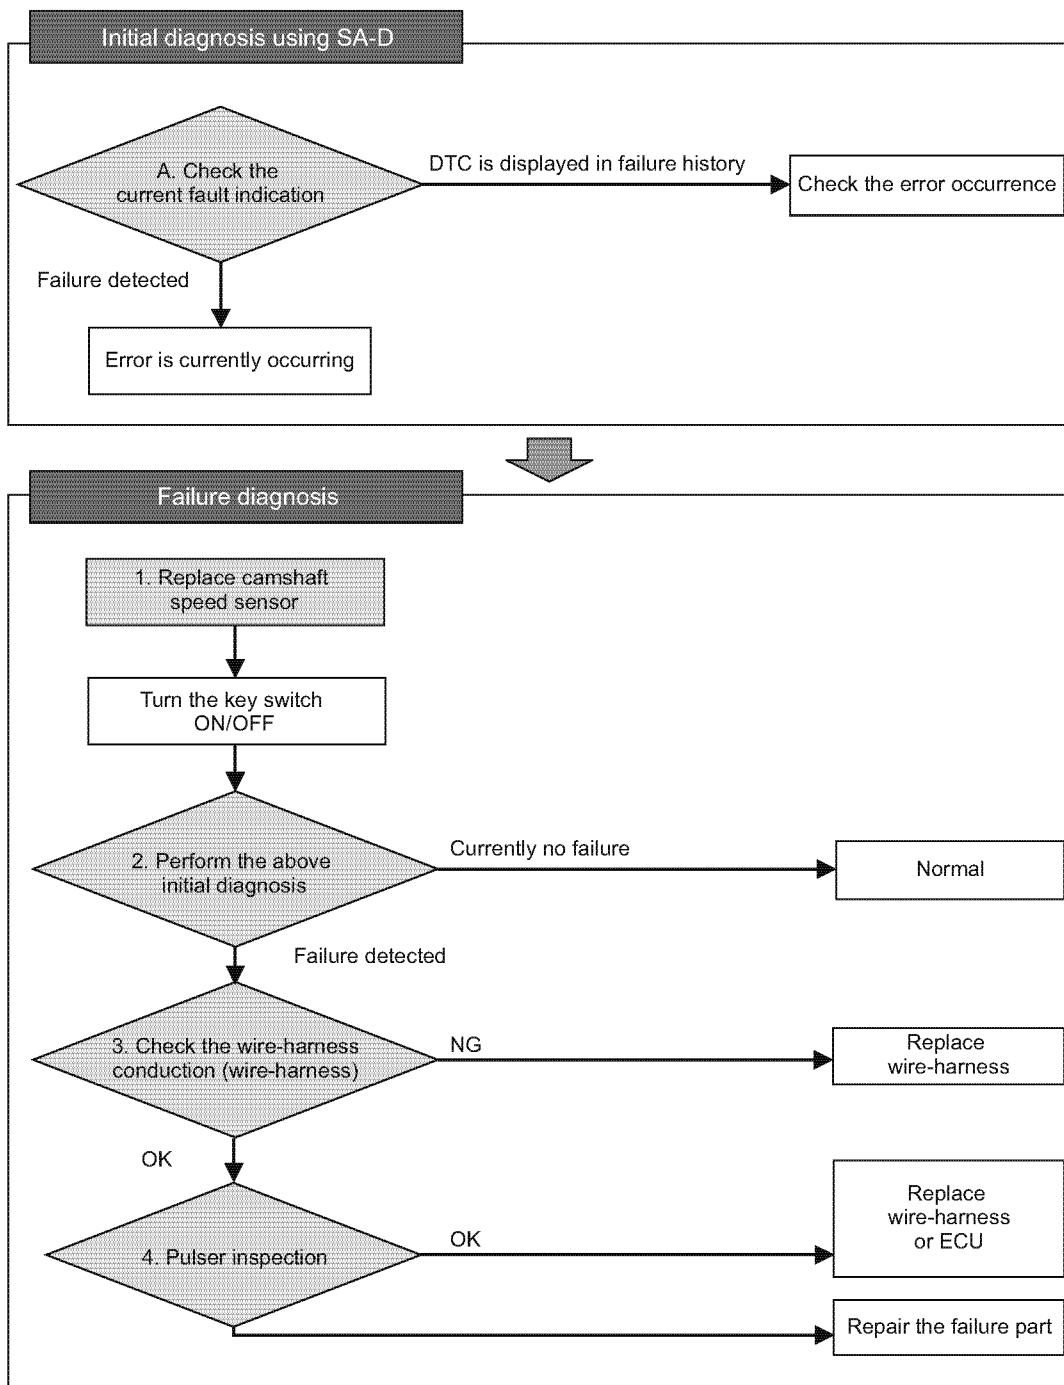 Initial diagnosis using SA-D
A. Check the
current fault indication
DTC is displayed in failure history
Check the error occurrence
Failure detected
Error is currently occurring
Failure diagnosis
1. Replace camshaft
speed sensor
Turn the key switch
ON/OFF
2. Perform the above
initial diagnosis
Currently no failure
Normal
Failure detected
3. Check the wire-harness
conduction (wire-harness)
NG
Replace
wire-harness
OK
4. Pulser inspection
OK
Replace
wire-harness
or ECU
Repair the failure part